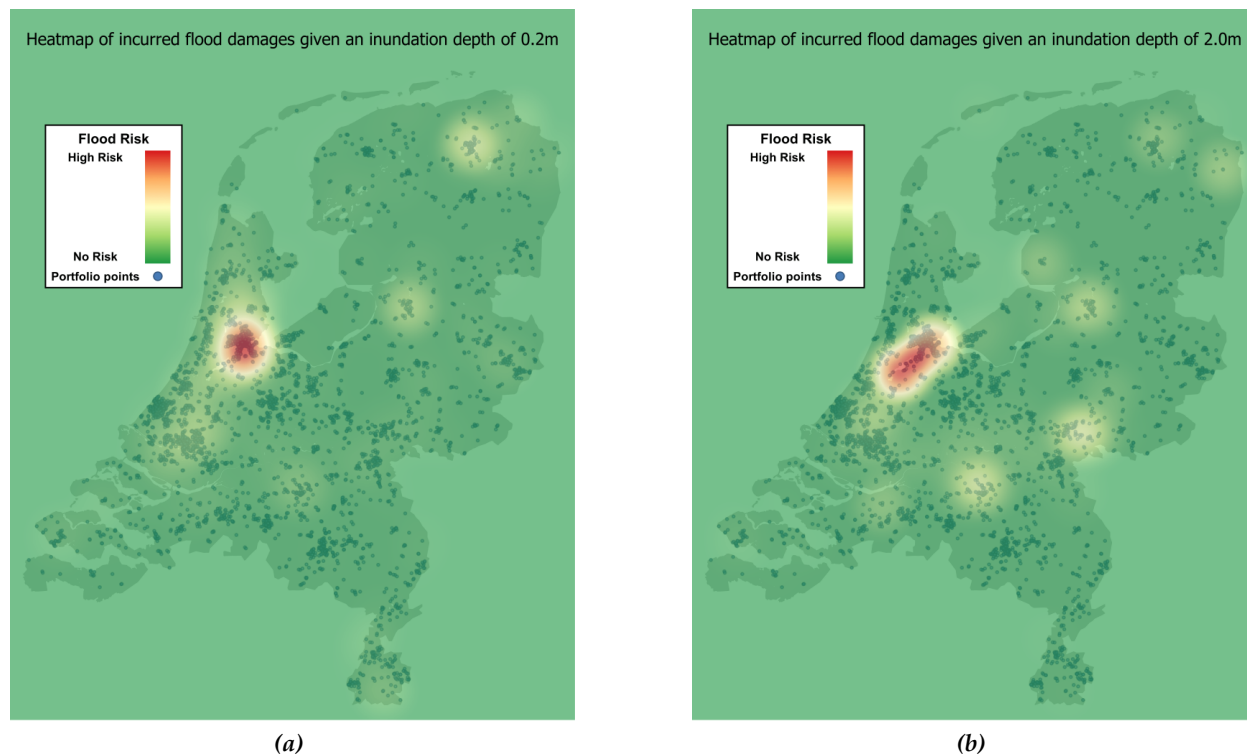 Heatmap of incurred flood damages given an inundation depth of 0.2m
Flood Risk
High Risk
No Risk
Portfolio points
(a)
Heatmap of incurred flood damages given an inundation depth of 2.0m
Flood Risk
High Risk
No Risk
Portfolio points
(b)